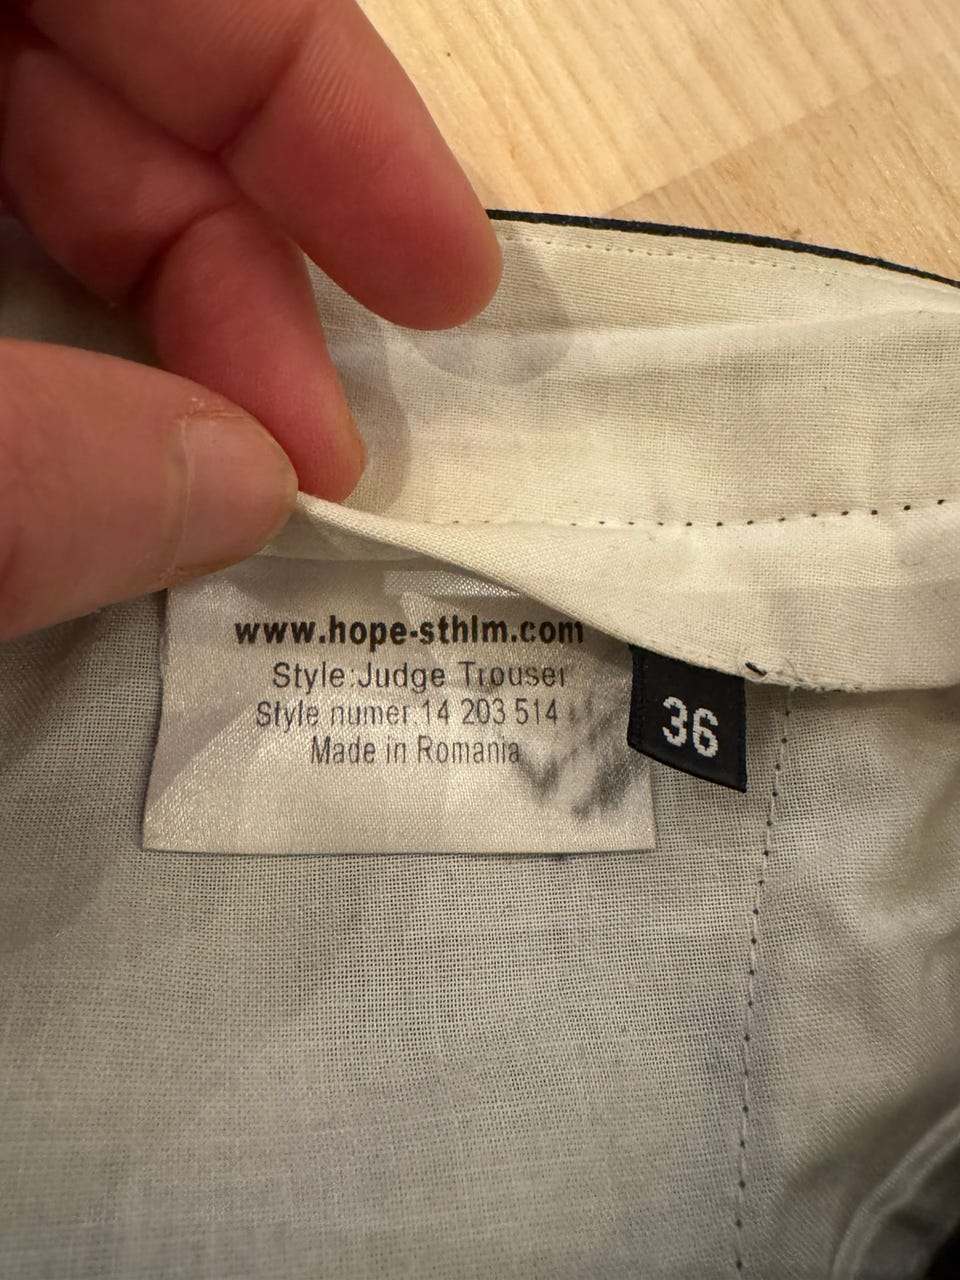 www.hope-sthlm.com
Style:Judge Trouser
Style numer:14 203 514
Made in Romania
36